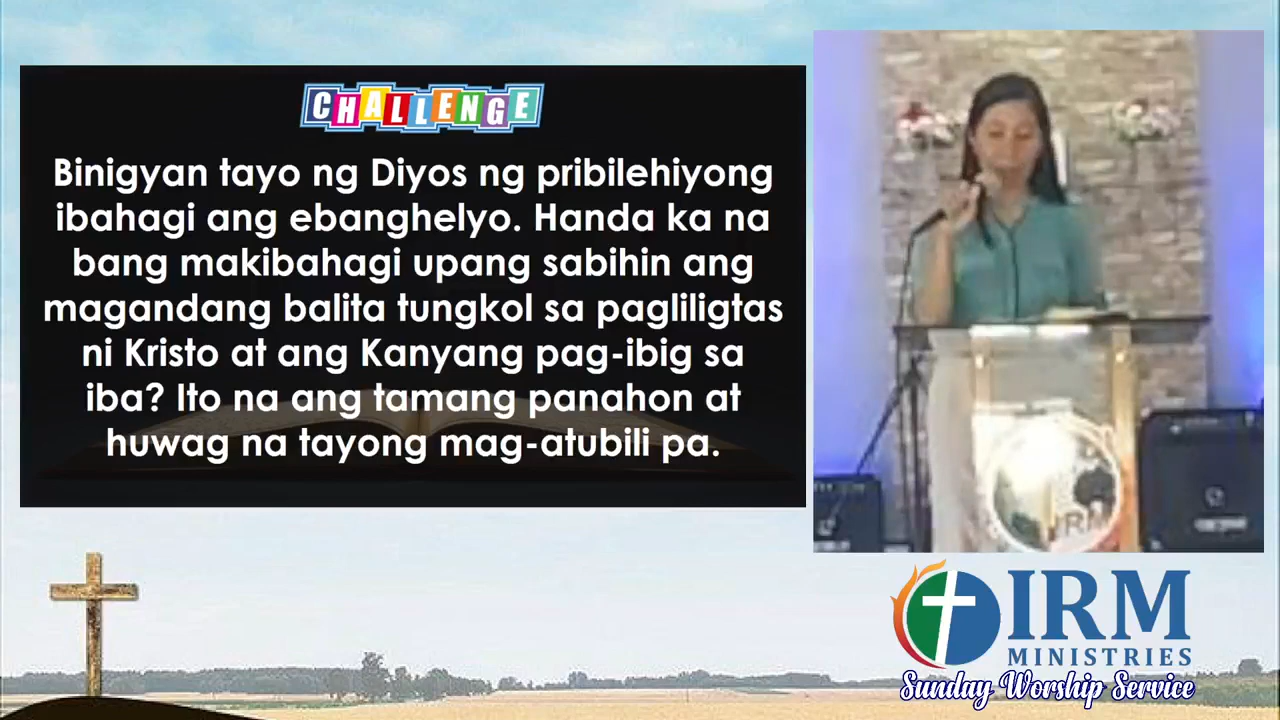 CHALLENGE
Binigyan tayo ng Diyos ng pribilehiyong
ibahagi ang ebanghelyo. Handa ka na
bang makibahagi upang sabihin ang
magandang balita tungkol sa pagliligtas
ni Kristo at ang Kanyang pag-ibig sa
iba? Ito na ang tamang panahon at
huwag na tayong mag-atubili pa.
IRM
IRM
MINISTRIES
Sunday Worship Service